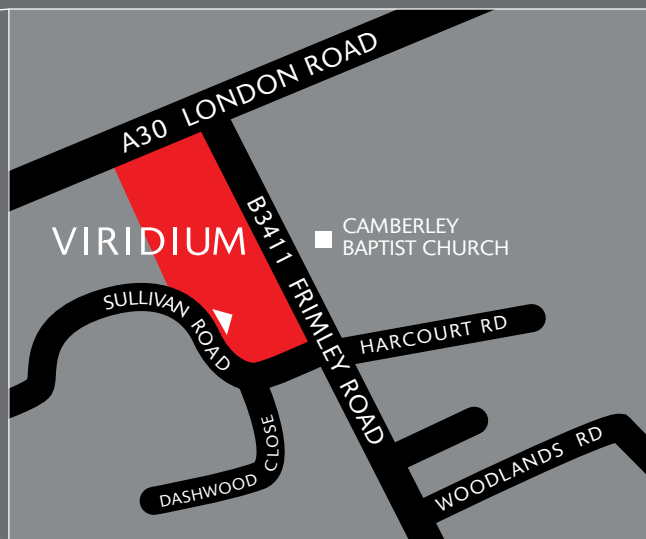 A30 LONDON ROAD
VIRIDIUM
B3411 FRIMLEY ROAD
CAMBERLEY
BAPTIST CHURCH
SULLIVAN ROAD
HARCOURT RD
DASHWOOD CLOSE
WOODLANDS RD